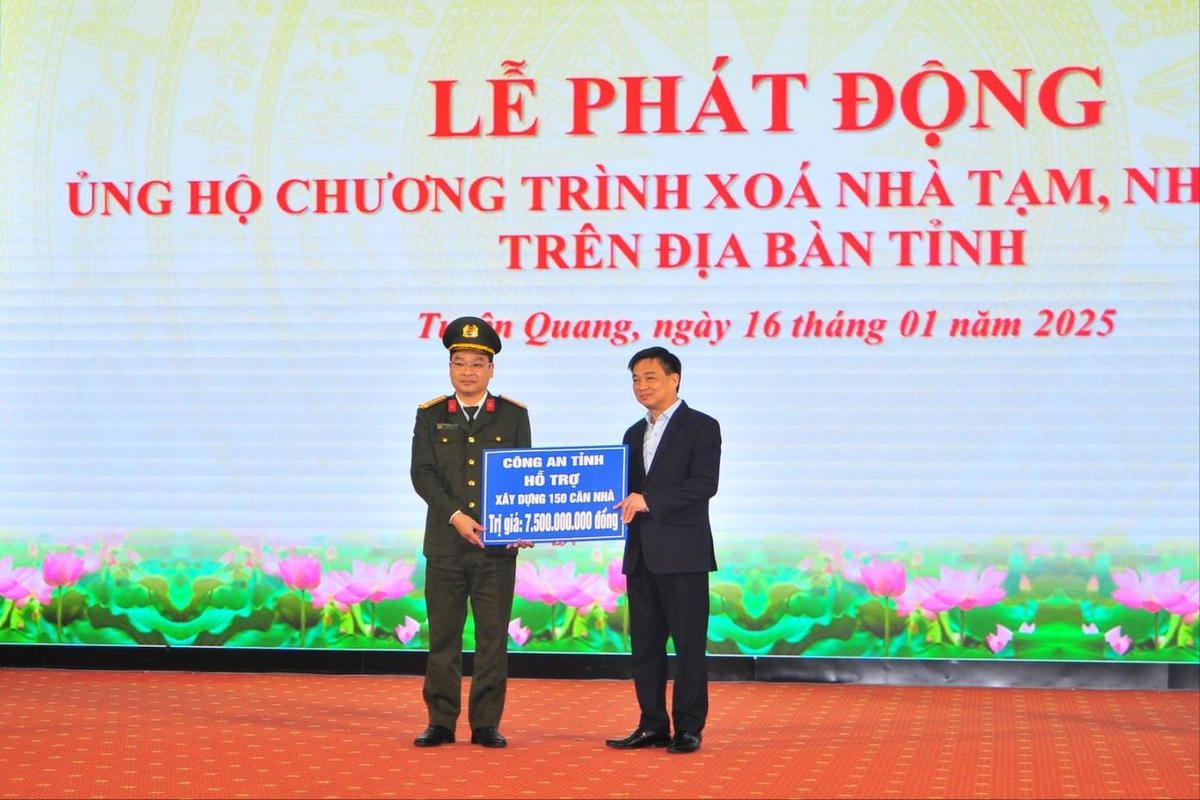 LỄ PHÁT ĐỘNG
ỦNG HỘ CHƯƠNG TRÌNH XOÁ NHÀ TẠM, NH
TRÊN ĐỊA BÀN TỈNH
Tuyên Quang, ngày 16 tháng 01 năm 2025
CÔNG AN TỈNH
HỖ TRỢ
XÂY DỰNG 150 CĂN NHÀ
Trị giá: 7.500.000.000 đồng